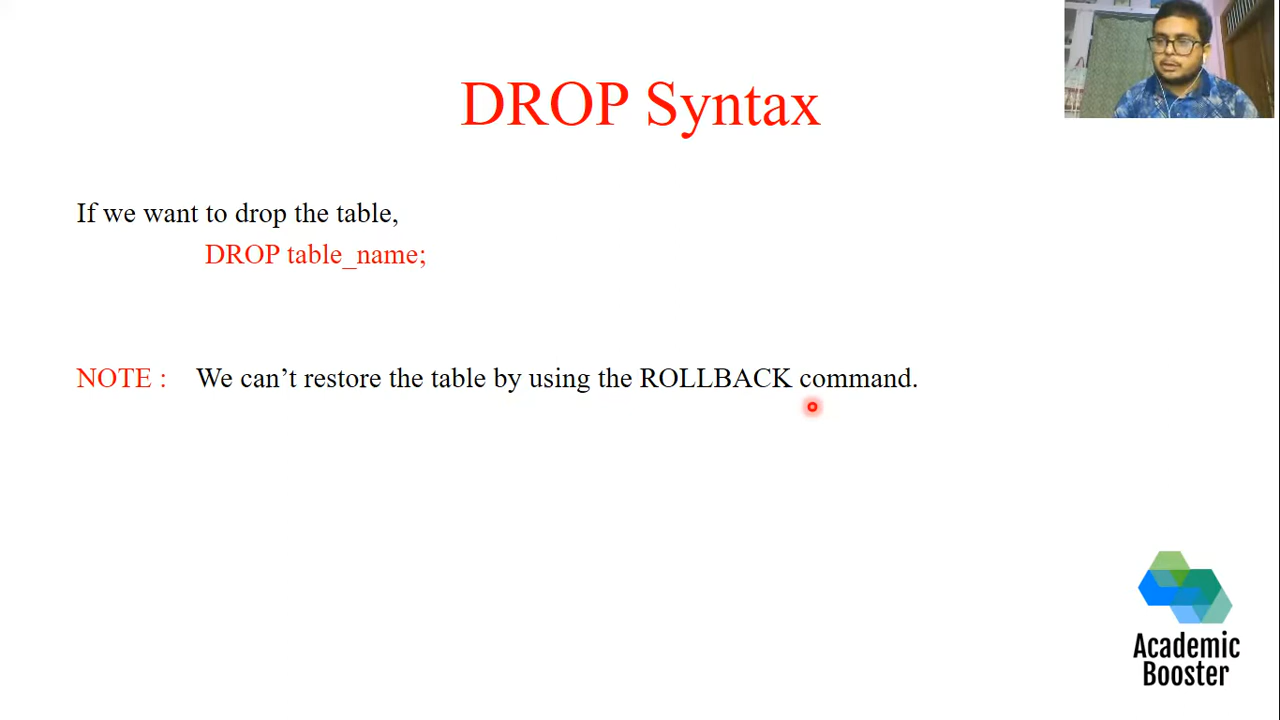 DROP Syntax
If we want to drop the table,
DROP table_name;
NOTE : We can’t restore the table by using the ROLLBACK command.
Academic
Booster